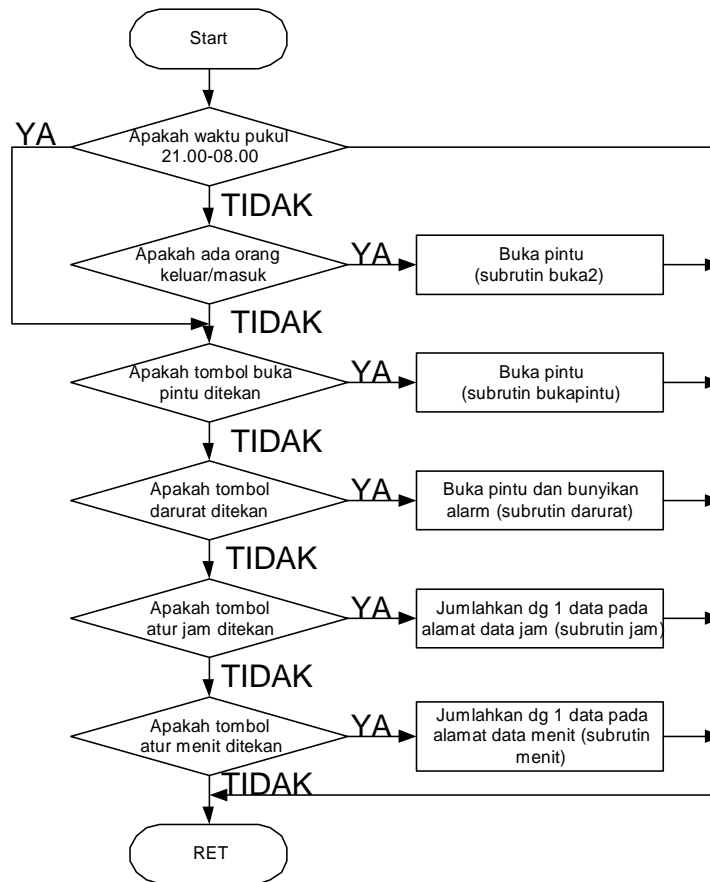 Start
YA
Apakah waktu pukul
21.00-08.00
TIDAK
Apakah ada orang
keluar/masuk
YA
Buka pintu
(subrutin buka2)
TIDAK
Apakah tombol buka
pintu ditekan
YA
Buka pintu
(subrutin bukapintu)
TIDAK
Apakah tombol
darurat ditekan
YA
Buka pintu dan bunyikan
alarm (subrutin darurat)
TIDAK
Apakah tombol
atur jam ditekan
YA
Jumlahkan dg 1 data pada
alamat data jam (subrutin jam)
TIDAK
Apakah tombol
atur menit ditekan
YA
Jumlahkan dg 1 data pada
alamat data menit (subrutin
menit)
TIDAK
RET